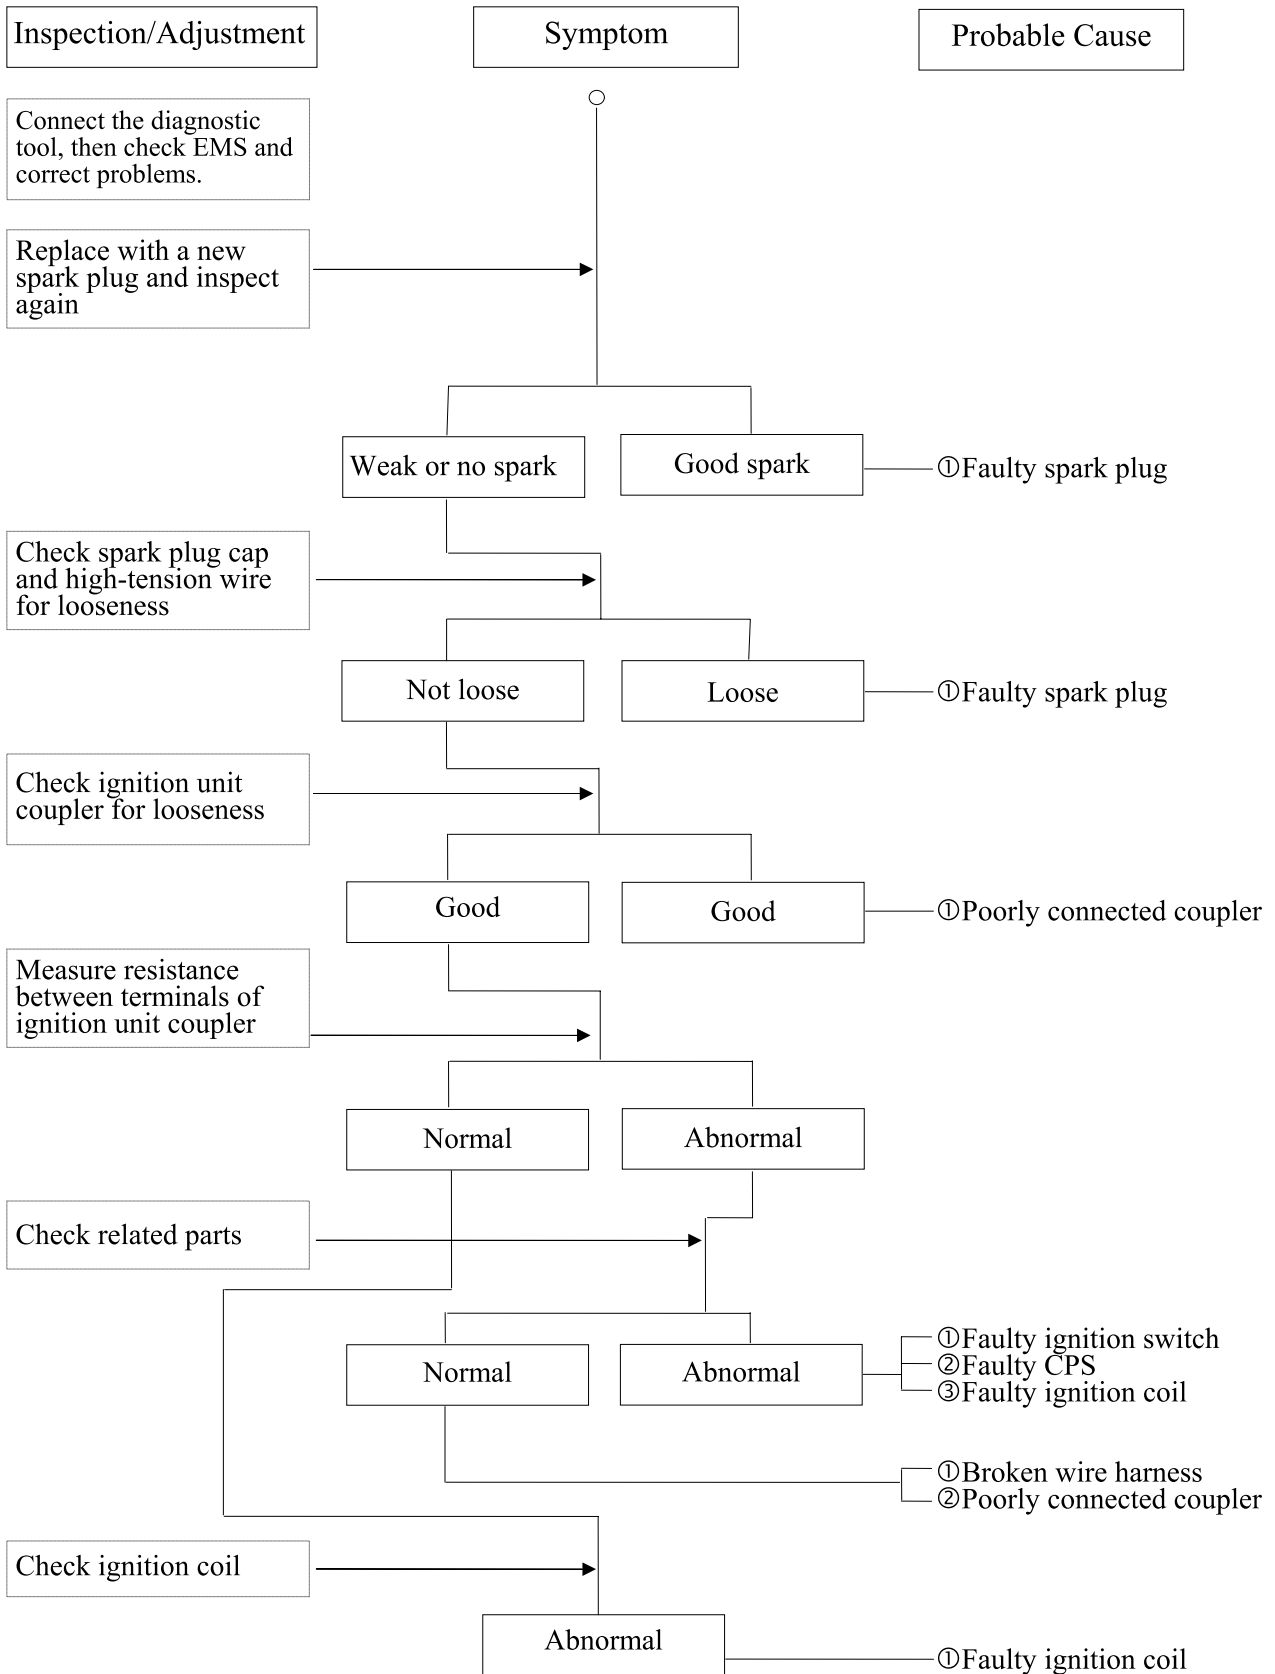 Inspection/Adjustment
Symptom
Probable Cause
Connect the diagnostic
tool, then check EMS and
correct problems.
Replace with a new
spark plug and inspect
again
Weak or no spark
Good spark
①Faulty spark plug
Check spark plug cap
and high-tension wire
for looseness
Not loose
Loose
①Faulty spark plug
Check ignition unit
coupler for looseness
Good
Good
①Poorly connected coupler
Measure resistance
between terminals of
ignition unit coupler
Normal
Abnormal
Check related parts
Normal
Abnormal
①Faulty ignition switch
②Faulty CPS
③Faulty ignition coil
①Broken wire harness
②Poorly connected coupler
Check ignition coil
Abnormal
①Faulty ignition coil